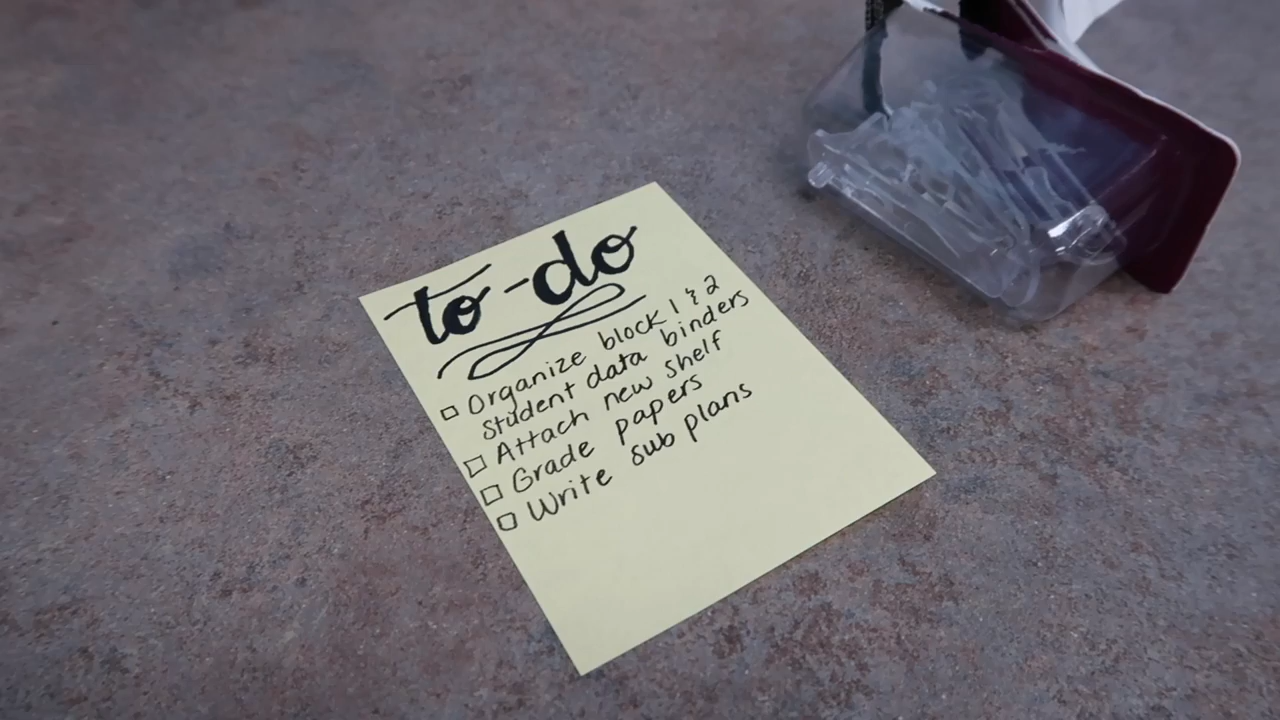 to-do
□ Organize block 1 & 2
student data binders
□ Attach new shelf
□ Grade papers
□ Write sub plans